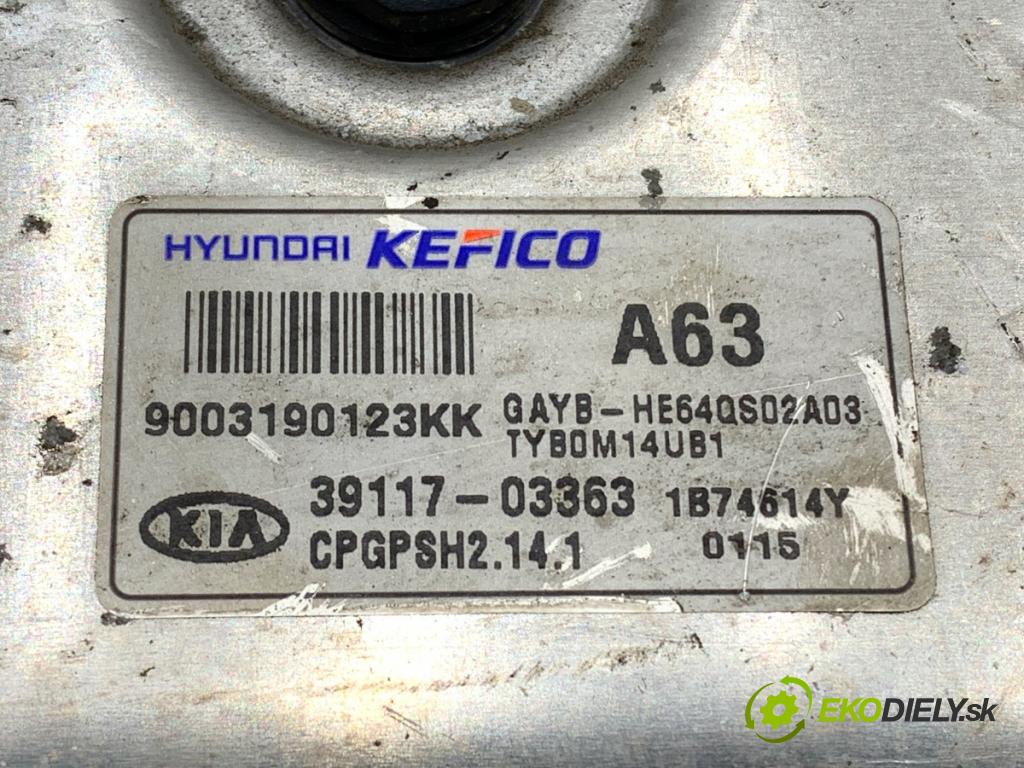 HYUNDAI KEFICO
A63
9003190123KK
GAYB-HE64QS02A03
TYB0M14UB1
KIA
39117-03363
1B74614Y
CPGPSH2.14.1
0115
EKODIELY.sk